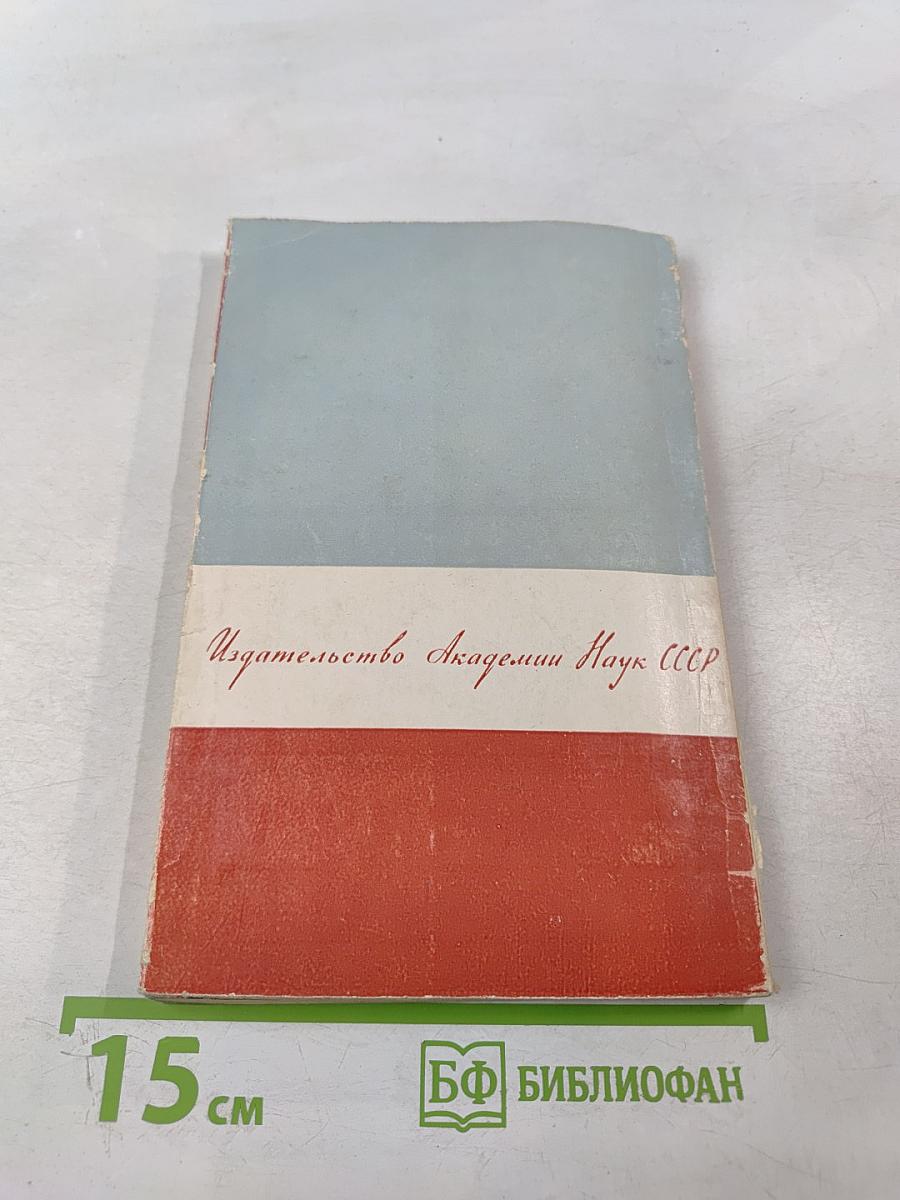 Издательство Академии Наук СССР
15 см
БФ БИБЛИОФАН